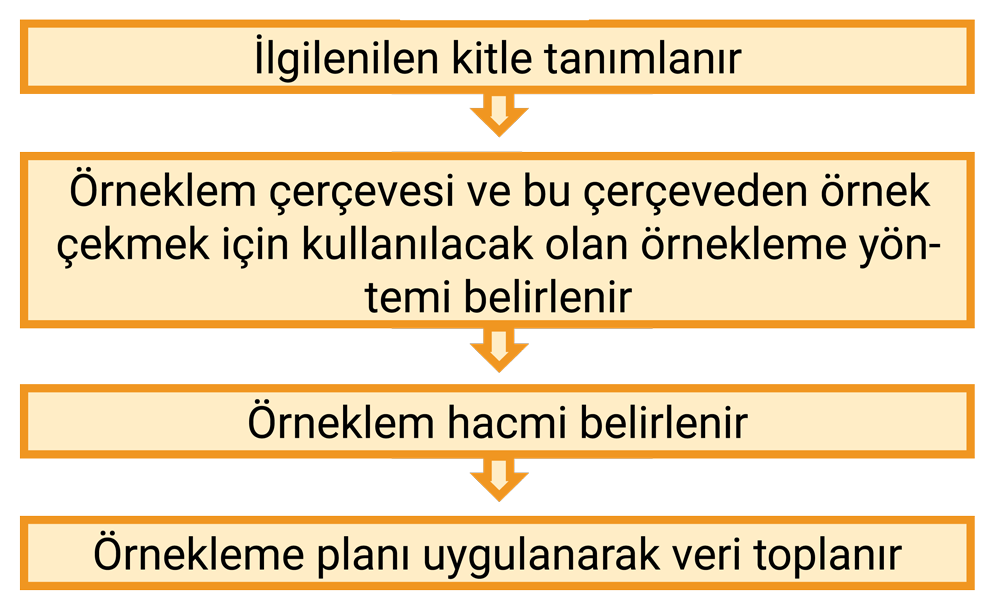 İlgilenilen kitle tanımlanır
Örneklem çerçevesi ve bu çerçeveden örnek
çekmek için kullanılacak olan örnekleme yön-
temi belirlenir
Örneklem hacmi belirlenir
Örnekleme planı uygulanarak veri toplanır